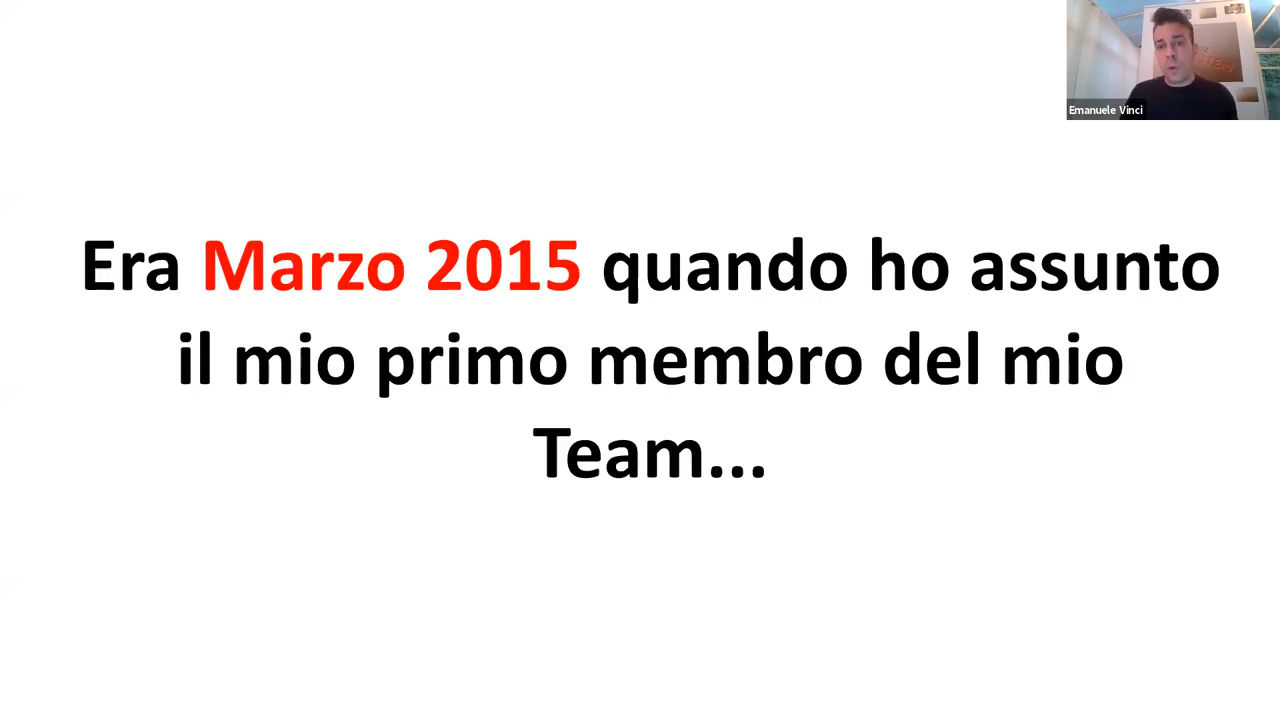 Emanuele Vinci
Era Marzo 2015 quando ho assunto
il mio primo membro del mio
Team...